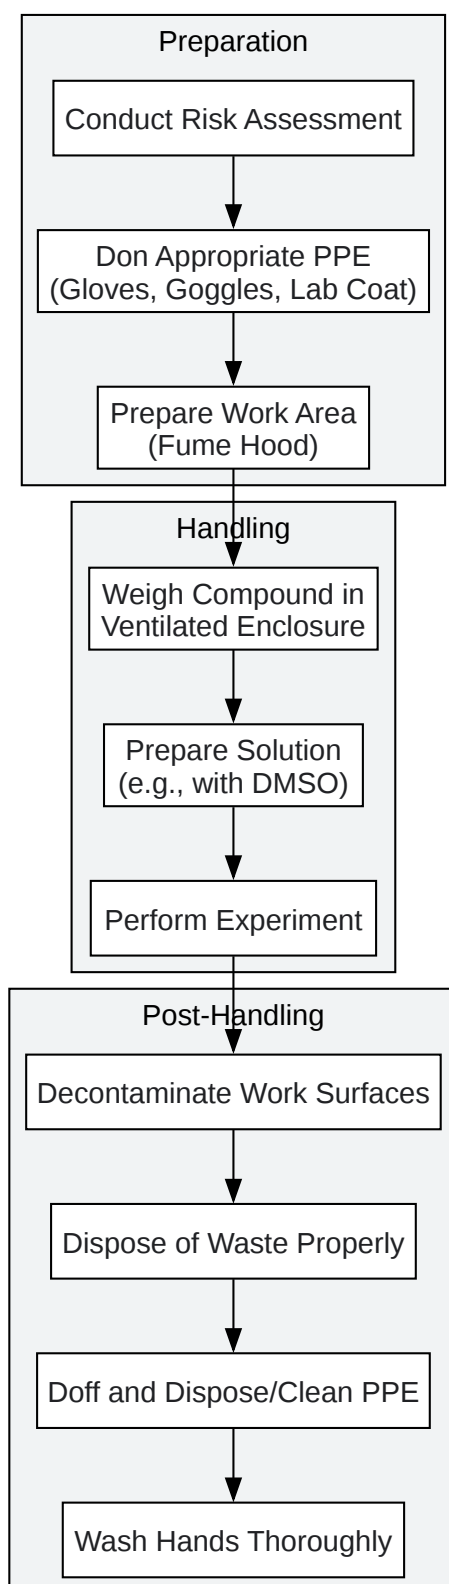 Preparation
Conduct Risk Assessment
Don Appropriate PPE
(Gloves, Goggles, Lab Coat)
Prepare Work Area
(Fume Hood)
Handling
Weigh Compound in
Ventilated Enclosure
Prepare Solution
(e.g., with DMSO)
Perform Experiment
Post-Handling
Decontaminate Work Surfaces
Dispose of Waste Properly
Doff and Dispose/Clean PPE
Wash Hands Thoroughly